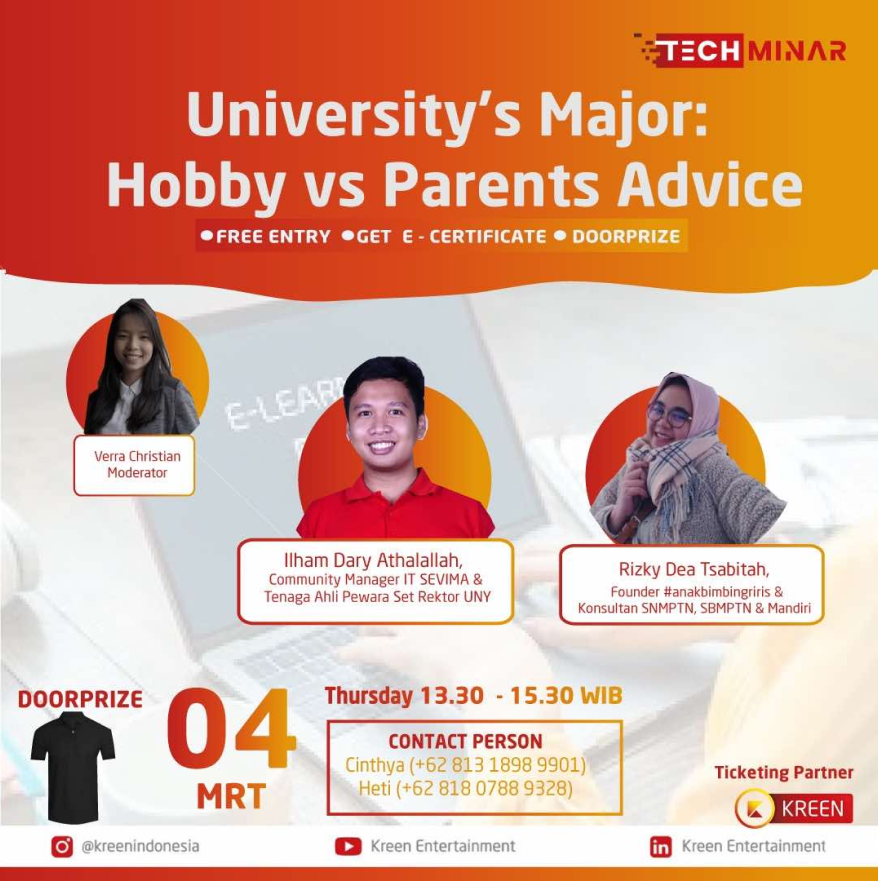 TECHMINAR
University's Major:
Hobby vs Parents Advice
● FREE ENTRY ● GET E - CERTIFICATE ● DOORPRIZE
E-LEAR
Verra Christian
Moderator
Ilham Dary Athalallah,
Community Manager IT SEVIMA &
Tenaga Ahli Pewara Set Rektor UNY
Rizky Dea Tsabitah,
Founder #anakbimbingriris &
Konsultan SNMPTN, SBMPTN & Mandiri
DOORPRIZE
04
MRT
Thursday 13.30 - 15.30 WIB
CONTACT PERSON
Cinthya (+62 813 1898 9901)
Heti (+62 818 0788 9328)
Ticketing Partner
KREEN
@kreenindonesia
Kreen Entertainment
in Kreen Entertainment